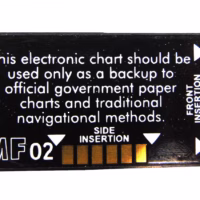 this electronic chart should be
used only as a backup to
official government paper
charts and traditional
navigational methods.
SIDE
INSERTION
MF 02
FRONT
INSERTION